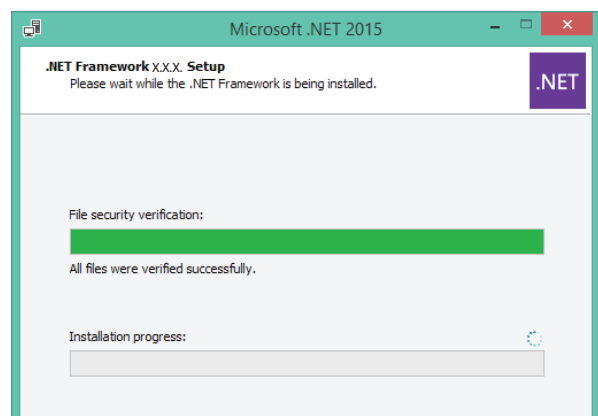 Microsoft .NET 2015
.NET Framework X.X.X. Setup
Please wait while the .NET Framework is being installed.
.NET
File security verification:
All files were verified successfully.
Installation progress: